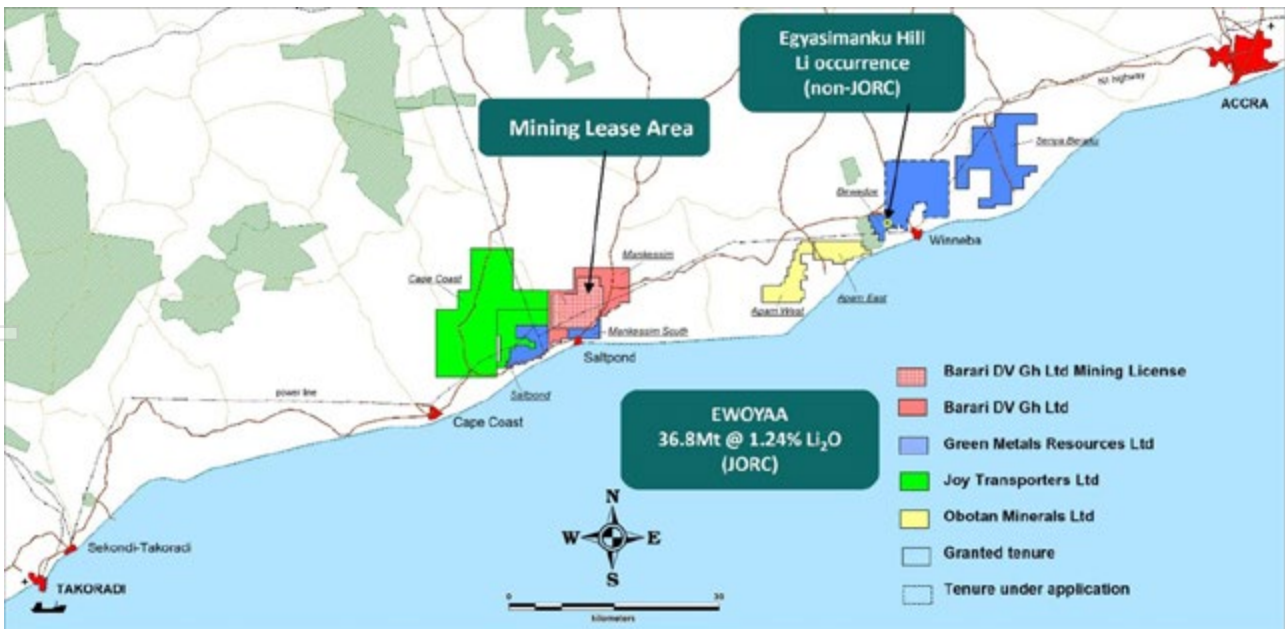 Egyasimanku Hill
Li occurrence
(non-JORC)
Mining Lease Area
N1 highway
ACCRA
Senya Beraku
Bewadze
Winneba
Cape Coast
Mankessim
Apam East
Apam West
Mankessim South
Saltpond
Saltpond
power line
Cape Coast
EWOYAA
36.8Mt @ 1.24% Li₂O
(JORC)
Barari DV Gh Ltd Mining License
Barari DV Gh Ltd
Green Metals Resources Ltd
Joy Transporters Ltd
Obotan Minerals Ltd
Granted tenure
Tenure under application
N
W E
S
Sekondi-Takoradi
TAKORADI
0 30
kilometers